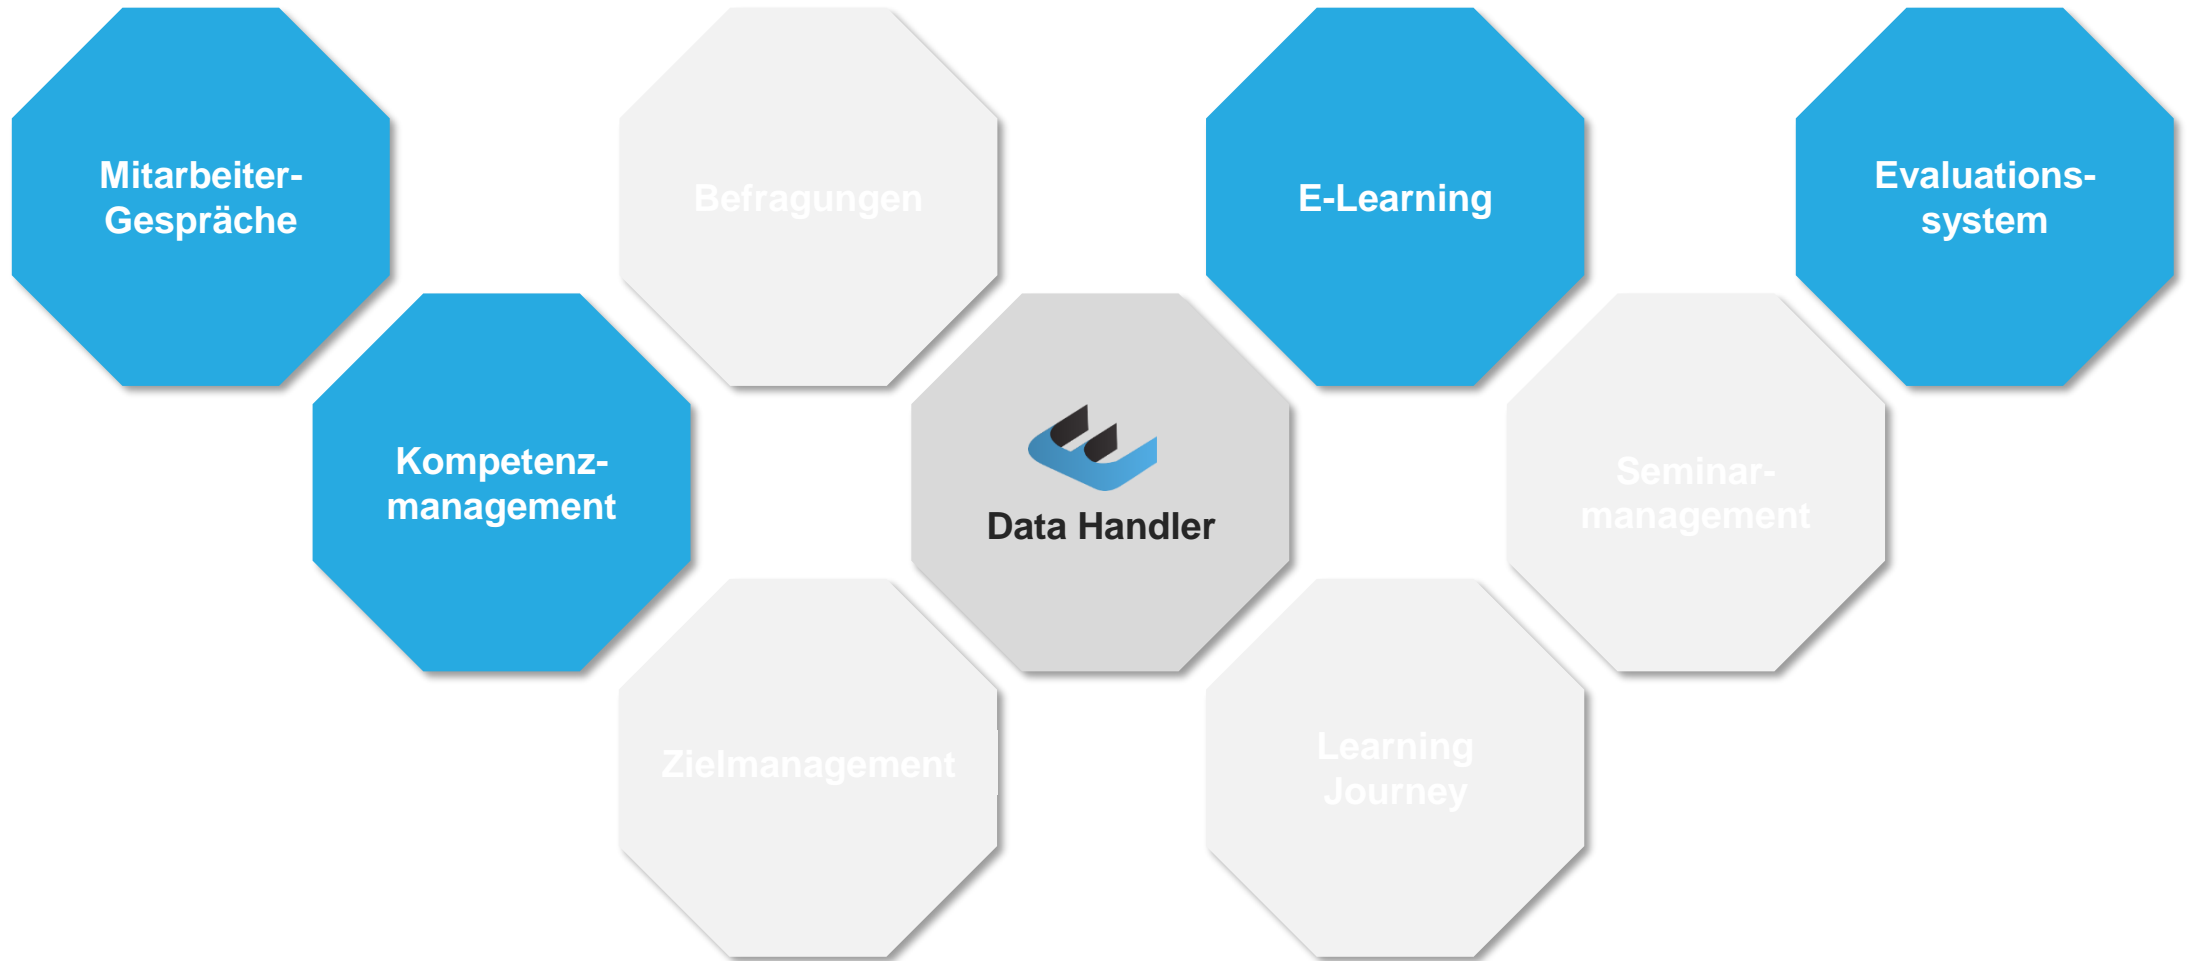 Mitarbeiter-
Gespräche
Befragungen
E-Learning
Evaluations-
system
Kompetenz-
management
Data Handler
Seminar-
management
Zielmanagement
Learning
Journey